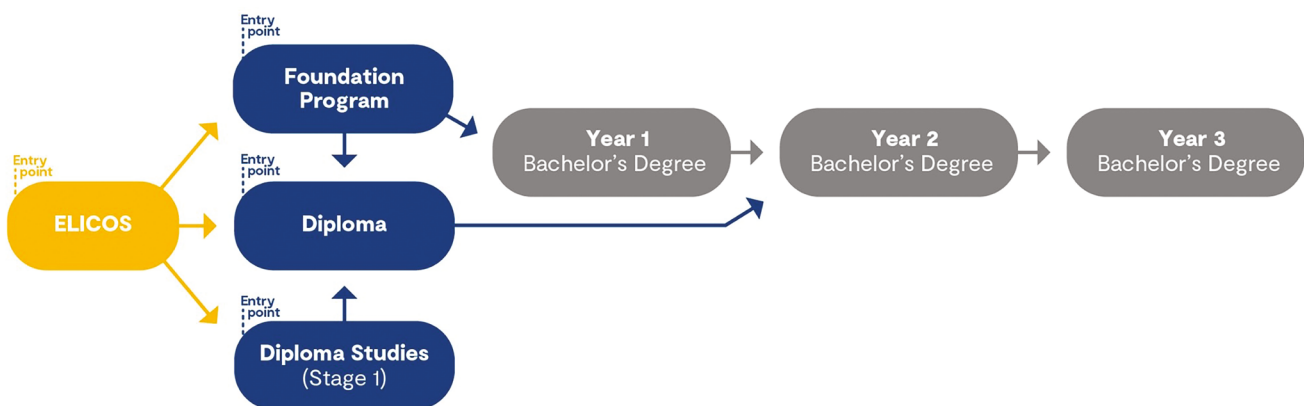 Entry
point
Foundation
Program
Year 1
Bachelor's Degree
Year 2
Bachelor's Degree
Year 3
Bachelor's Degree
Entry
point
ELICOS
Entry
point
Diploma
Entry
point
Diploma Studies
(Stage 1)